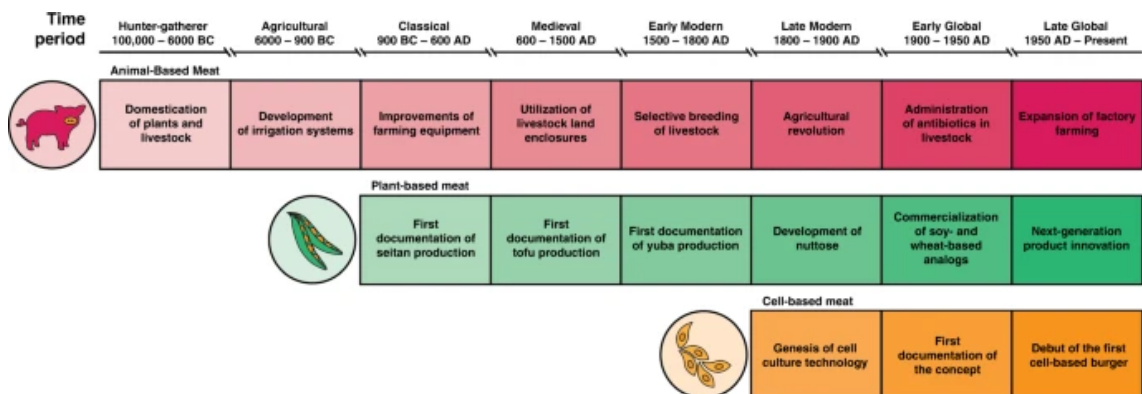 Time
period
Hunter-gatherer
100,000 – 6000 BC
Agricultural
6000 – 900 BC
Classical
900 BC – 600 AD
Medieval
600 – 1500 AD
Early Modern
1500 – 1800 AD
Late Modern
1800 – 1900 AD
Early Global
1900 – 1950 AD
Late Global
1950 AD – Present
Animal-Based Meat
Domestication
of plants and
livestock
Development
of irrigation systems
Improvements of
farming equipment
Utilization of
livestock land
enclosures
Selective breeding
of livestock
Agricultural
revolution
Administration
of antibiotics in
livestock
Expansion of factory
farming
Plant-based meat
First
documentation of
seitan production
First
documentation of
tofu production
First documentation
of yuba production
Development of
nuttose
Commercialization
of soy- and
wheat-based
analogs
Next-generation
product innovation
Cell-based meat
Genesis of cell
culture technology
First
documentation of
the concept
Debut of the first
cell-based burger